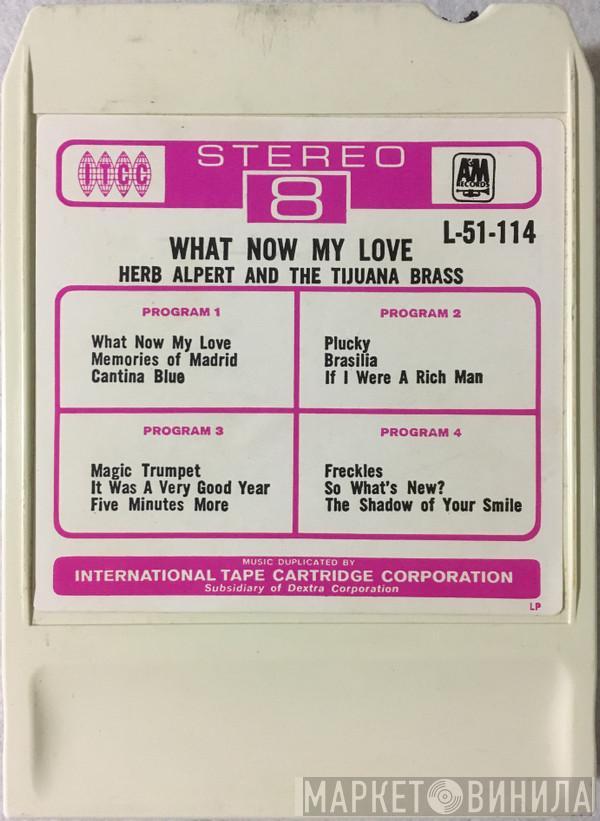 ITCC
STEREO
8
A&M
RECORDS
L-51-114
WHAT NOW MY LOVE
HERB ALPERT AND THE TIJUANA BRASS
PROGRAM 1
What Now My Love
Memories of Madrid
Cantina Blue
PROGRAM 2
Plucky
Brasilia
If I Were A Rich Man
PROGRAM 3
Magic Trumpet
It Was A Very Good Year
Five Minutes More
PROGRAM 4
Freckles
So What's New?
The Shadow of Your Smile
MUSIC DUPLICATED BY
INTERNATIONAL TAPE CARTRIDGE CORPORATION
Subsidiary of Dextra Corporation
LP
МАРКЕТ ВИНИЛА